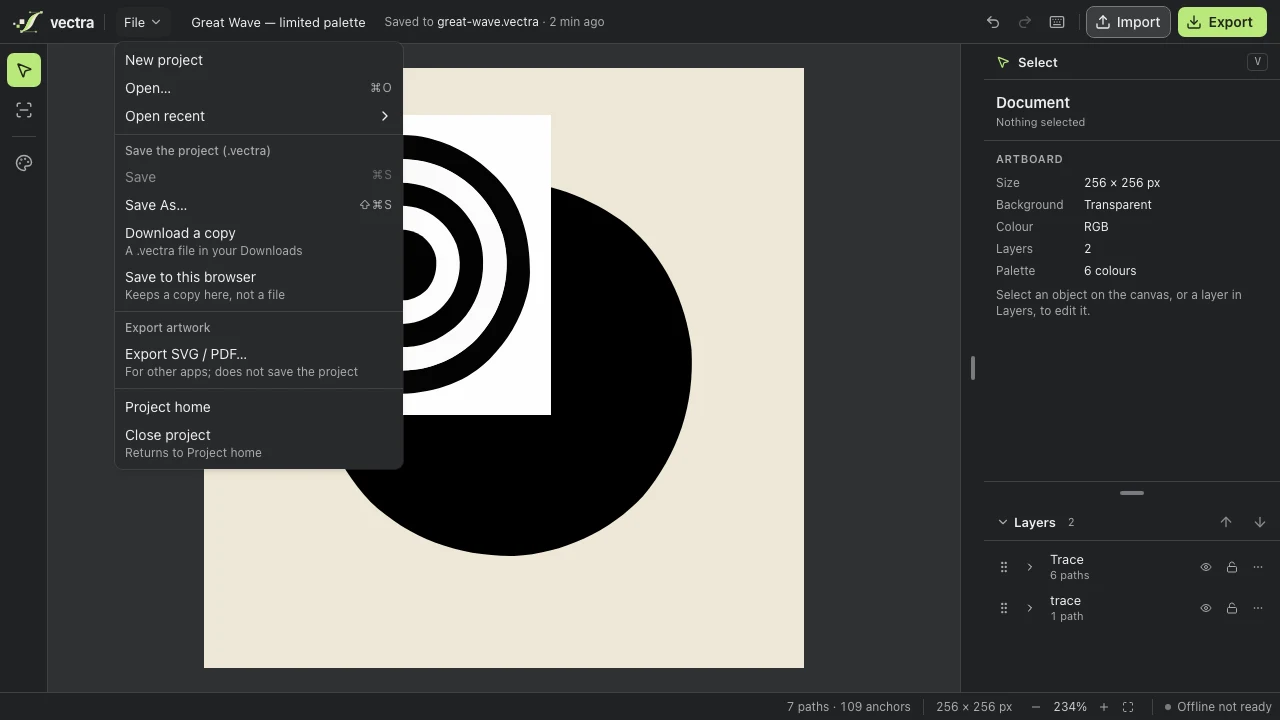 vectra
File
Great Wave — limited palette
Saved to great-wave.vectra · 2 min ago
Import
Export
New project
Open... ⌘O
Open recent
Save the project (.vectra)
Save ⌘S
Save As... ⇧⌘S
Download a copy
A .vectra file in your Downloads
Save to this browser
Keeps a copy here, not a file
Export artwork
Export SVG / PDF...
For other apps; does not save the project
Project home
Close project
Returns to Project home
Select V
Document
Nothing selected
ARTBOARD
Size 256 × 256 px
Background Transparent
Colour RGB
Layers 2
Palette 6 colours
Select an object on the canvas, or a layer in
Layers, to edit it.
Layers 2
Trace
6 paths
trace
1 path
7 paths · 109 anchors
256 × 256 px
234%
Offline not ready